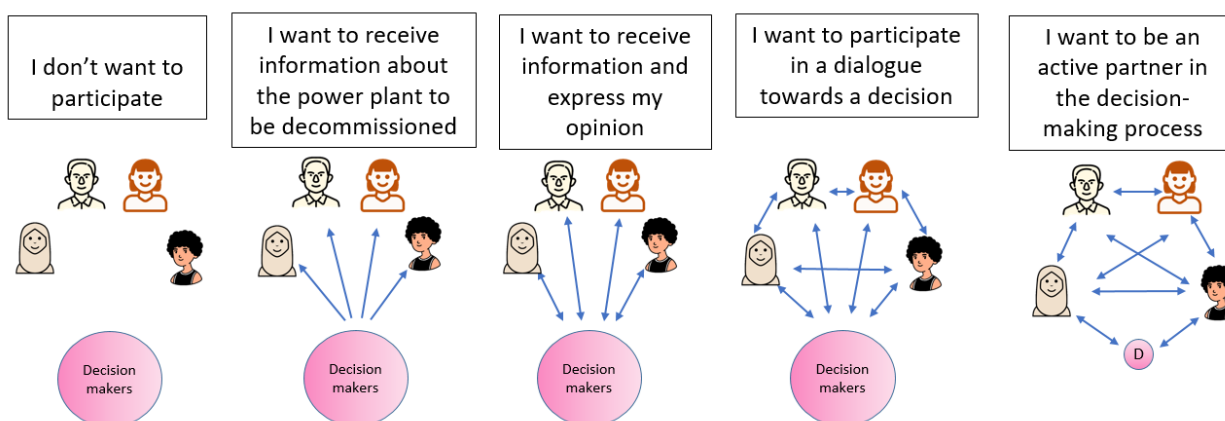 I don’t want to
participate
I want to receive
information about
the power plant to
be decommissioned
I want to receive
information and
express my
opinion
I want to participate
in a dialogue
towards a decision
I want to be an
active partner in
the decision-
making process
Decision
makers
Decision
makers
Decision
makers
Decision
makers
D